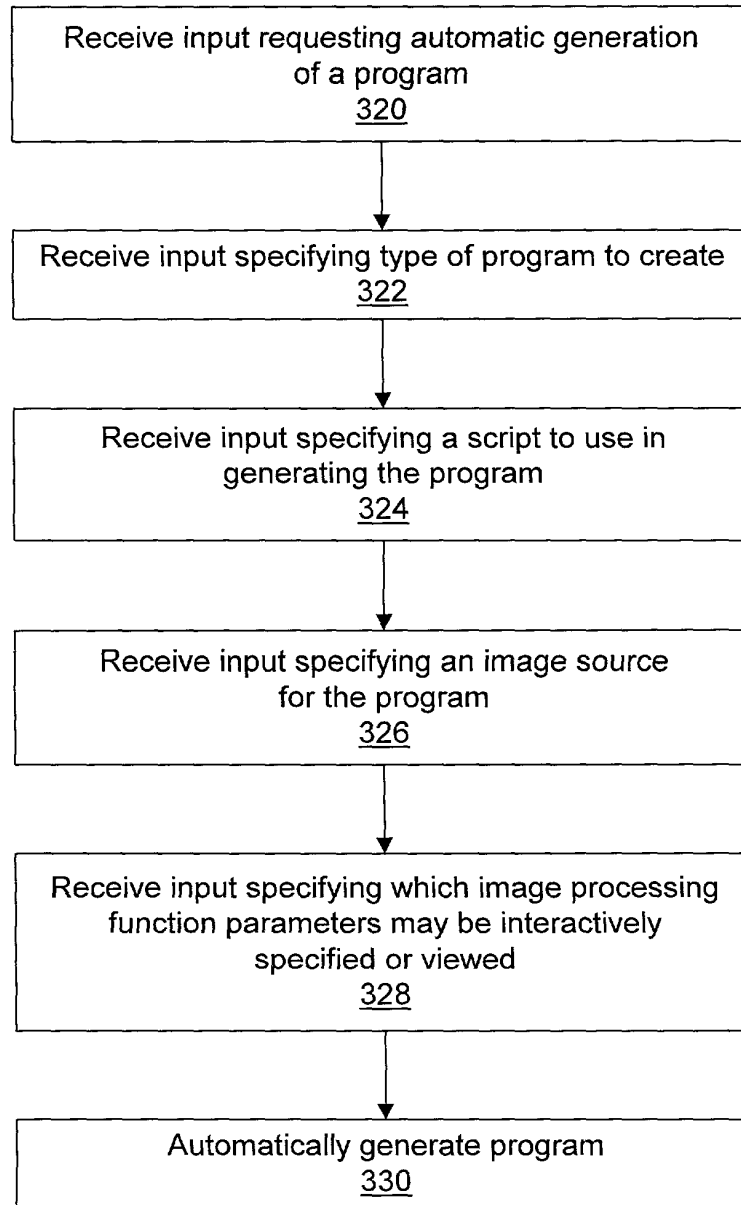 Receive input requesting automatic generation
of a program
320
Receive input specifying type of program to create
322
Receive input specifying a script to use in
generating the program
324
Receive input specifying an image source
for the program
326
Receive input specifying which image processing
function parameters may be interactively
specified or viewed
328
Automatically generate program
330